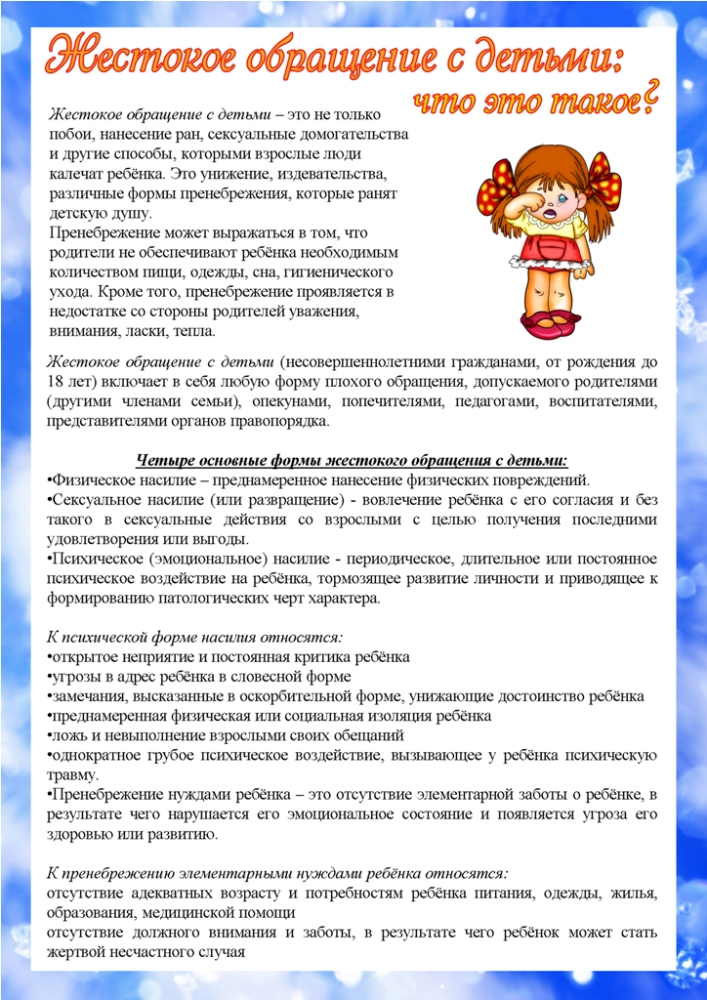 Жестокое обращение с детьми:
что это такое?
Жестокое обращение с детьми – это не только
побои, нанесение ран, сексуальные домогательства
и другие способы, которыми взрослые люди
калечат ребёнка. Это унижение, издевательства,
различные формы пренебрежения, которые ранят
детскую душу.
Пренебрежение может выражаться в том, что
родители не обеспечивают ребёнка необходимым
количеством пищи, одежды, сна, гигиенического
ухода. Кроме того, пренебрежение проявляется в
недостатке со стороны родителей уважения,
внимания, ласки, тепла.
Жестокое обращение с детьми (несовершеннолетними гражданами, от рождения до
18 лет) включает в себя любую форму плохого обращения, допускаемого родителями
(другими членами семьи), опекунами, попечителями, педагогами, воспитателями,
представителями органов правопорядка.
Четыре основные формы жестокого обращения с детьми:
•Физическое насилие – преднамеренное нанесение физических повреждений.
•Сексуальное насилие (или развращение) - вовлечение ребёнка с его согласия и без
такого в сексуальные действия со взрослыми с целью получения последними
удовлетворения или выгоды.
•Психическое (эмоциональное) насилие - периодическое, длительное или постоянное
психическое воздействие на ребёнка, тормозящее развитие личности и приводящее к
формированию патологических черт характера.
К психической форме насилия относятся:
•открытое неприятие и постоянная критика ребёнка
•угрозы в адрес ребёнка в словесной форме
•замечания, высказанные в оскорбительной форме, унижающие достоинство ребёнка
•преднамеренная физическая или социальная изоляция ребёнка
•ложь и невыполнение взрослыми своих обещаний
•однократное грубое психическое воздействие, вызывающее у ребёнка психическую
травму.
•Пренебрежение нуждами ребёнка – это отсутствие элементарной заботы о ребёнке, в
результате чего нарушается его эмоциональное состояние и появляется угроза его
здоровью или развитию.
К пренебрежению элементарными нуждами ребёнка относятся:
отсутствие адекватных возрасту и потребностям ребёнка питания, одежды, жилья,
образования, медицинской помощи
отсутствие должного внимания и заботы, в результате чего ребёнок может стать
жертвой несчастного случая